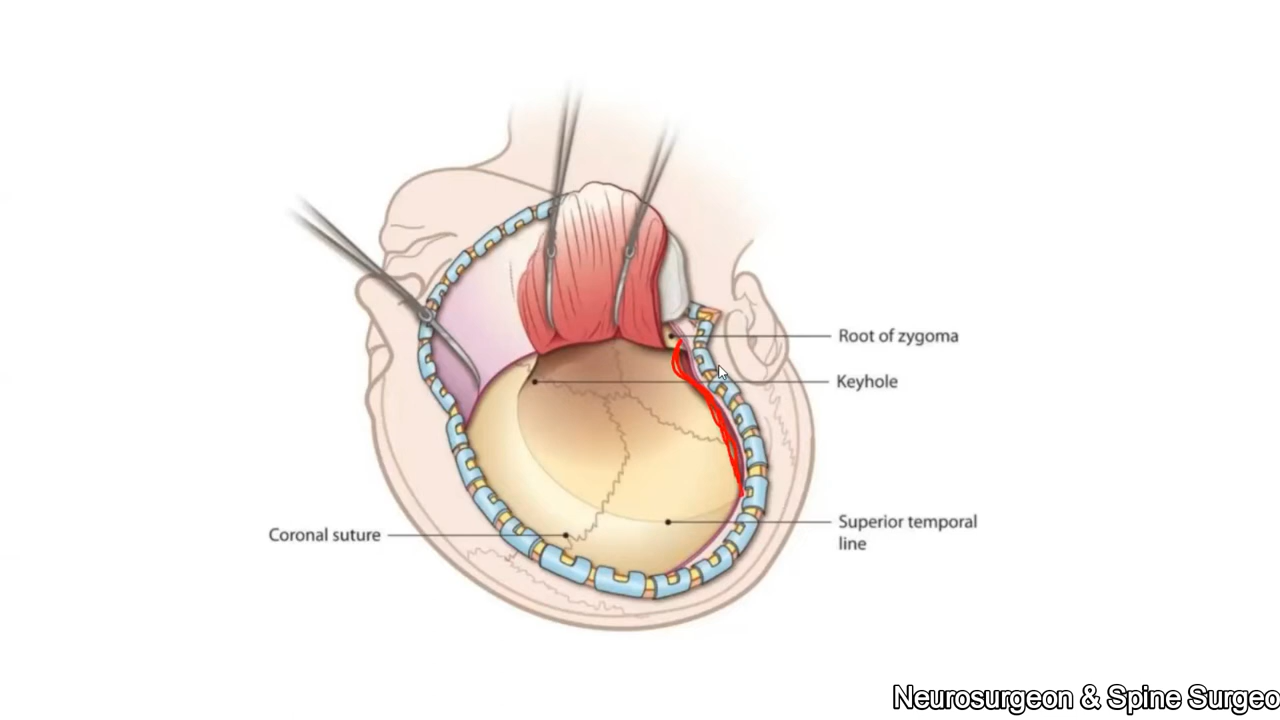 Root of zygoma
Keyhole
Coronal suture
Superior temporal
line
Neurosurgeon & Spine Surgeo